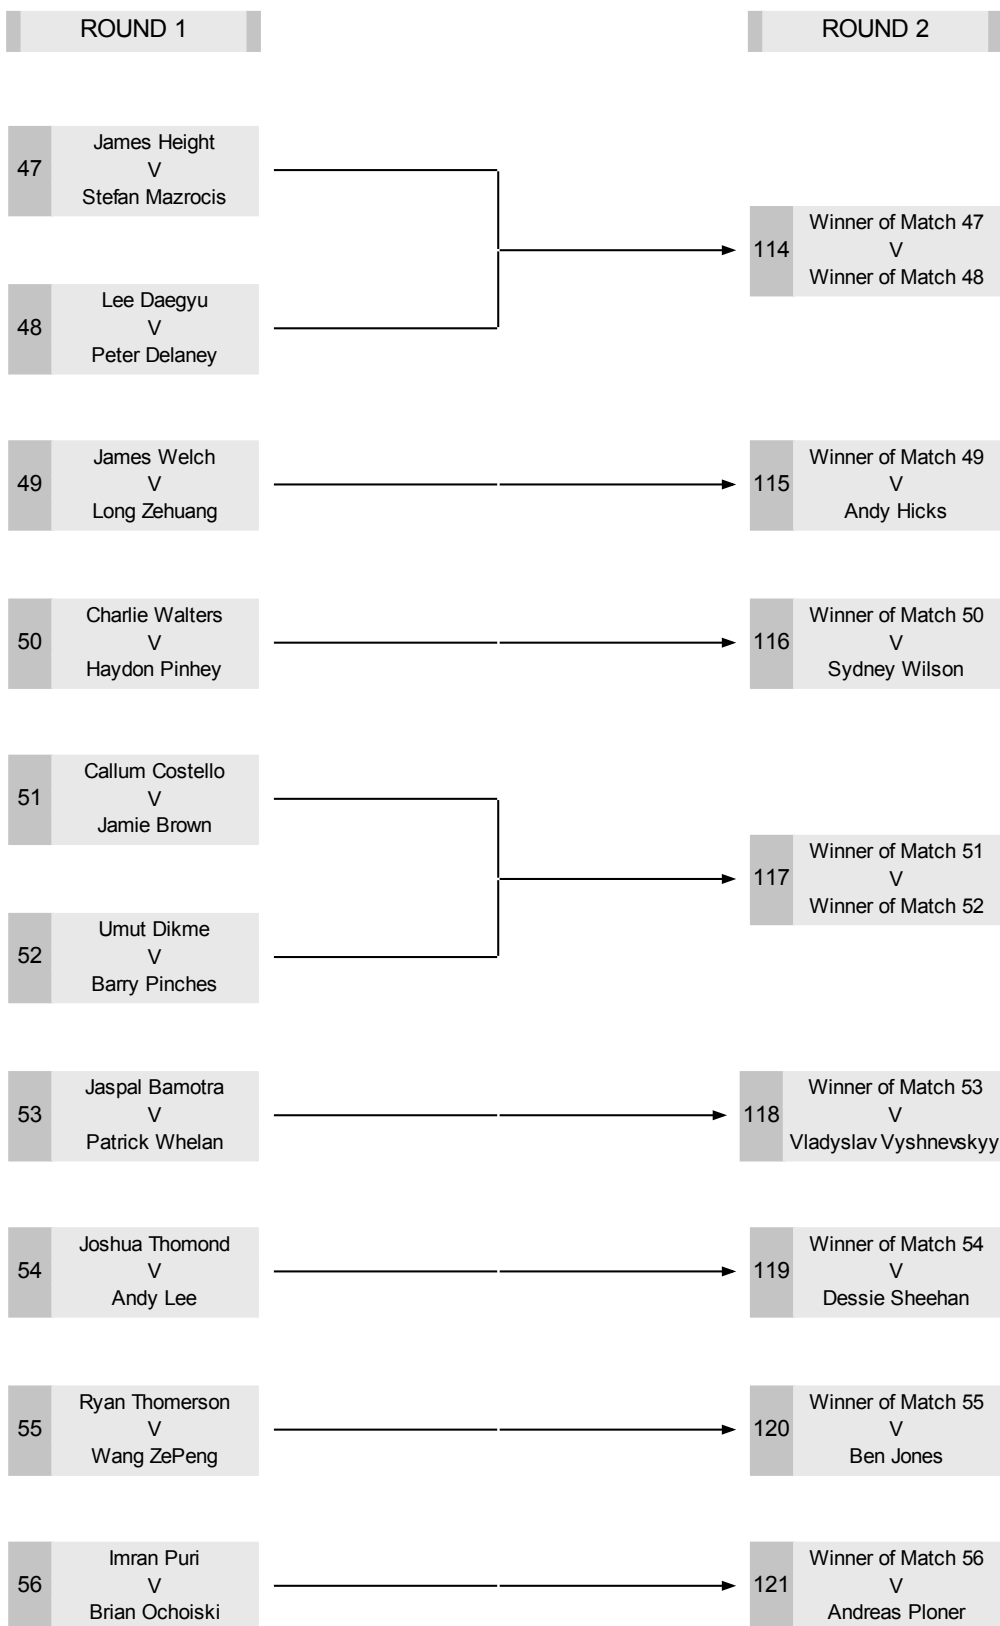 ROUND 1
ROUND 2
47
James Height
V
Stefan Mazrocis
114
Winner of Match 47
V
Winner of Match 48
48
Lee Daegyu
V
Peter Delaney
49
James Welch
V
Long Zehuang
115
Winner of Match 49
V
Andy Hicks
50
Charlie Walters
V
Haydon Pinhey
116
Winner of Match 50
V
Sydney Wilson
51
Callum Costello
V
Jamie Brown
117
Winner of Match 51
V
Winner of Match 52
52
Umut Dikme
V
Barry Pinches
53
Jaspal Bamotra
V
Patrick Whelan
118
Winner of Match 53
V
Vladyslav Vyshnevskyy
54
Joshua Thomond
V
Andy Lee
119
Winner of Match 54
V
Dessie Sheehan
55
Ryan Thomerson
V
Wang ZePeng
120
Winner of Match 55
V
Ben Jones
56
Imran Puri
V
Brian Ochoiski
121
Winner of Match 56
V
Andreas Ploner